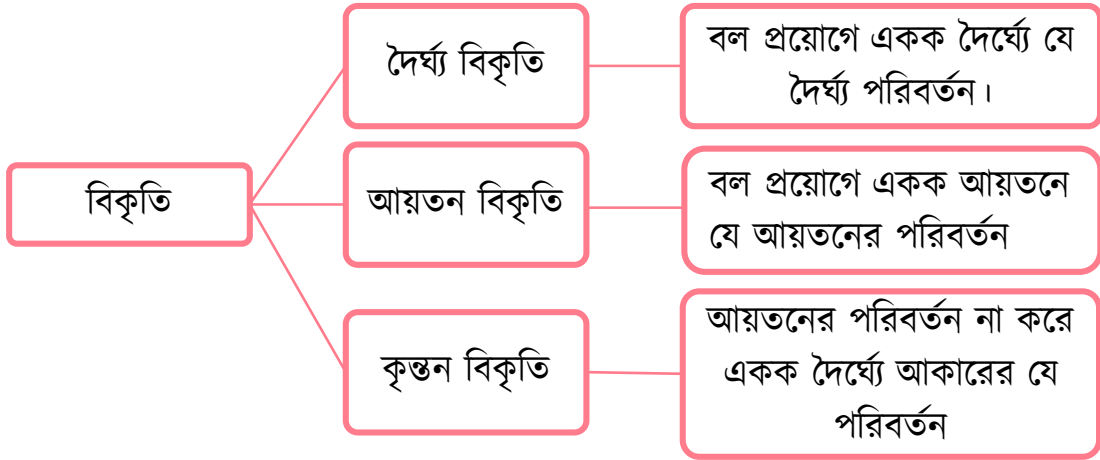 বিকৃতি
দৈর্ঘ্য বিকৃতি
বল প্রয়োগে একক দৈর্ঘ্যে যে
দৈর্ঘ্য পরিবর্তন।
আয়তন বিকৃতি
বল প্রয়োগে একক আয়তনে
যে আয়তনের পরিবর্তন
কৃন্তন বিকৃতি
আয়তনের পরিবর্তন না করে
একক দৈর্ঘ্যে আকারের যে
পরিবর্তন